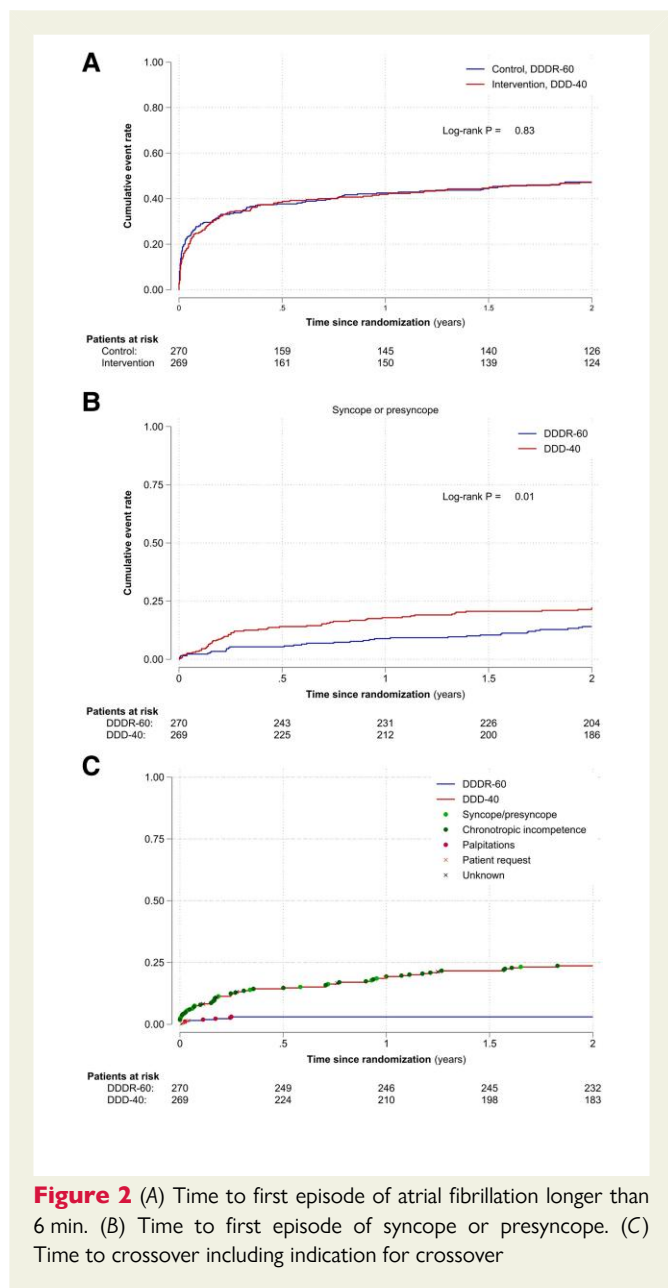 A
1.00
0.80
0.60
0.40
0.20
0.00
Cumulative event rate
Control, DDDR-60
Intervention, DDD-40
Log-rank P = 0.83
0 .5 1 1.5 2
Time since randomization (years)
Patients at risk
Control: 270 159 145 140 126
Intervention 269 161 150 139 124
B
Syncope or presyncope
1.00
0.75
0.50
0.25
0.00
Cumulative event rate
DDDR-60
DDD-40
Log-rank P = 0.01
0 .5 1 1.5 2
Time since randomization (years)
Patients at risk
DDDR-60: 270 243 231 226 204
DDD-40: 269 225 212 200 186
C
1.00
0.75
0.50
0.25
0.00
DDDR-60
DDD-40
Syncope/presyncope
Chronotropic incompetence
Palpitations
Patient request
Unknown
0 .5 1 1.5 2
Time since randomization (years)
Patients at risk
DDDR-60: 270 249 246 245 232
DDD-40: 269 224 210 198 183
Figure 2 (A) Time to first episode of atrial fibrillation longer than
6 min. (B) Time to first episode of syncope or presyncope. (C)
Time to crossover including indication for crossover